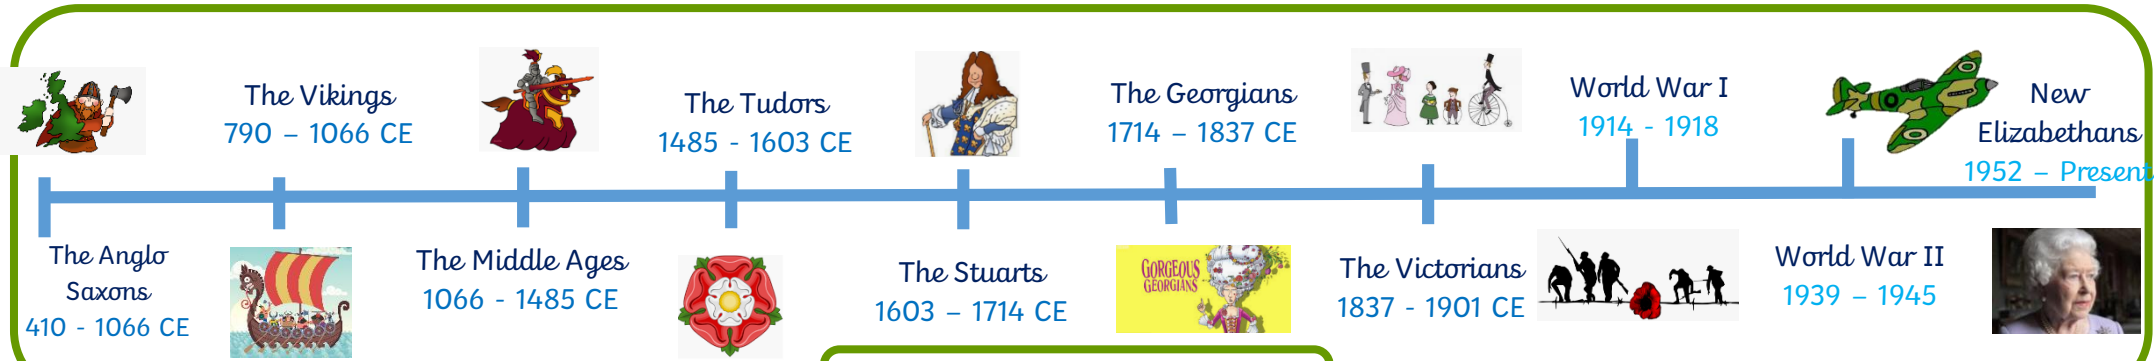 The Anglo
Saxons
410 - 1066 CE
The Vikings
790 – 1066 CE
The Middle Ages
1066 - 1485 CE
The Tudors
1485 - 1603 CE
The Stuarts
1603 – 1714 CE
The Georgians
1714 – 1837 CE
GORGEOUS
GEORGIANS
The Victorians
1837 - 1901 CE
World War I
1914 - 1918
World War II
1939 – 1945
New
Elizabethans
1952 – Present